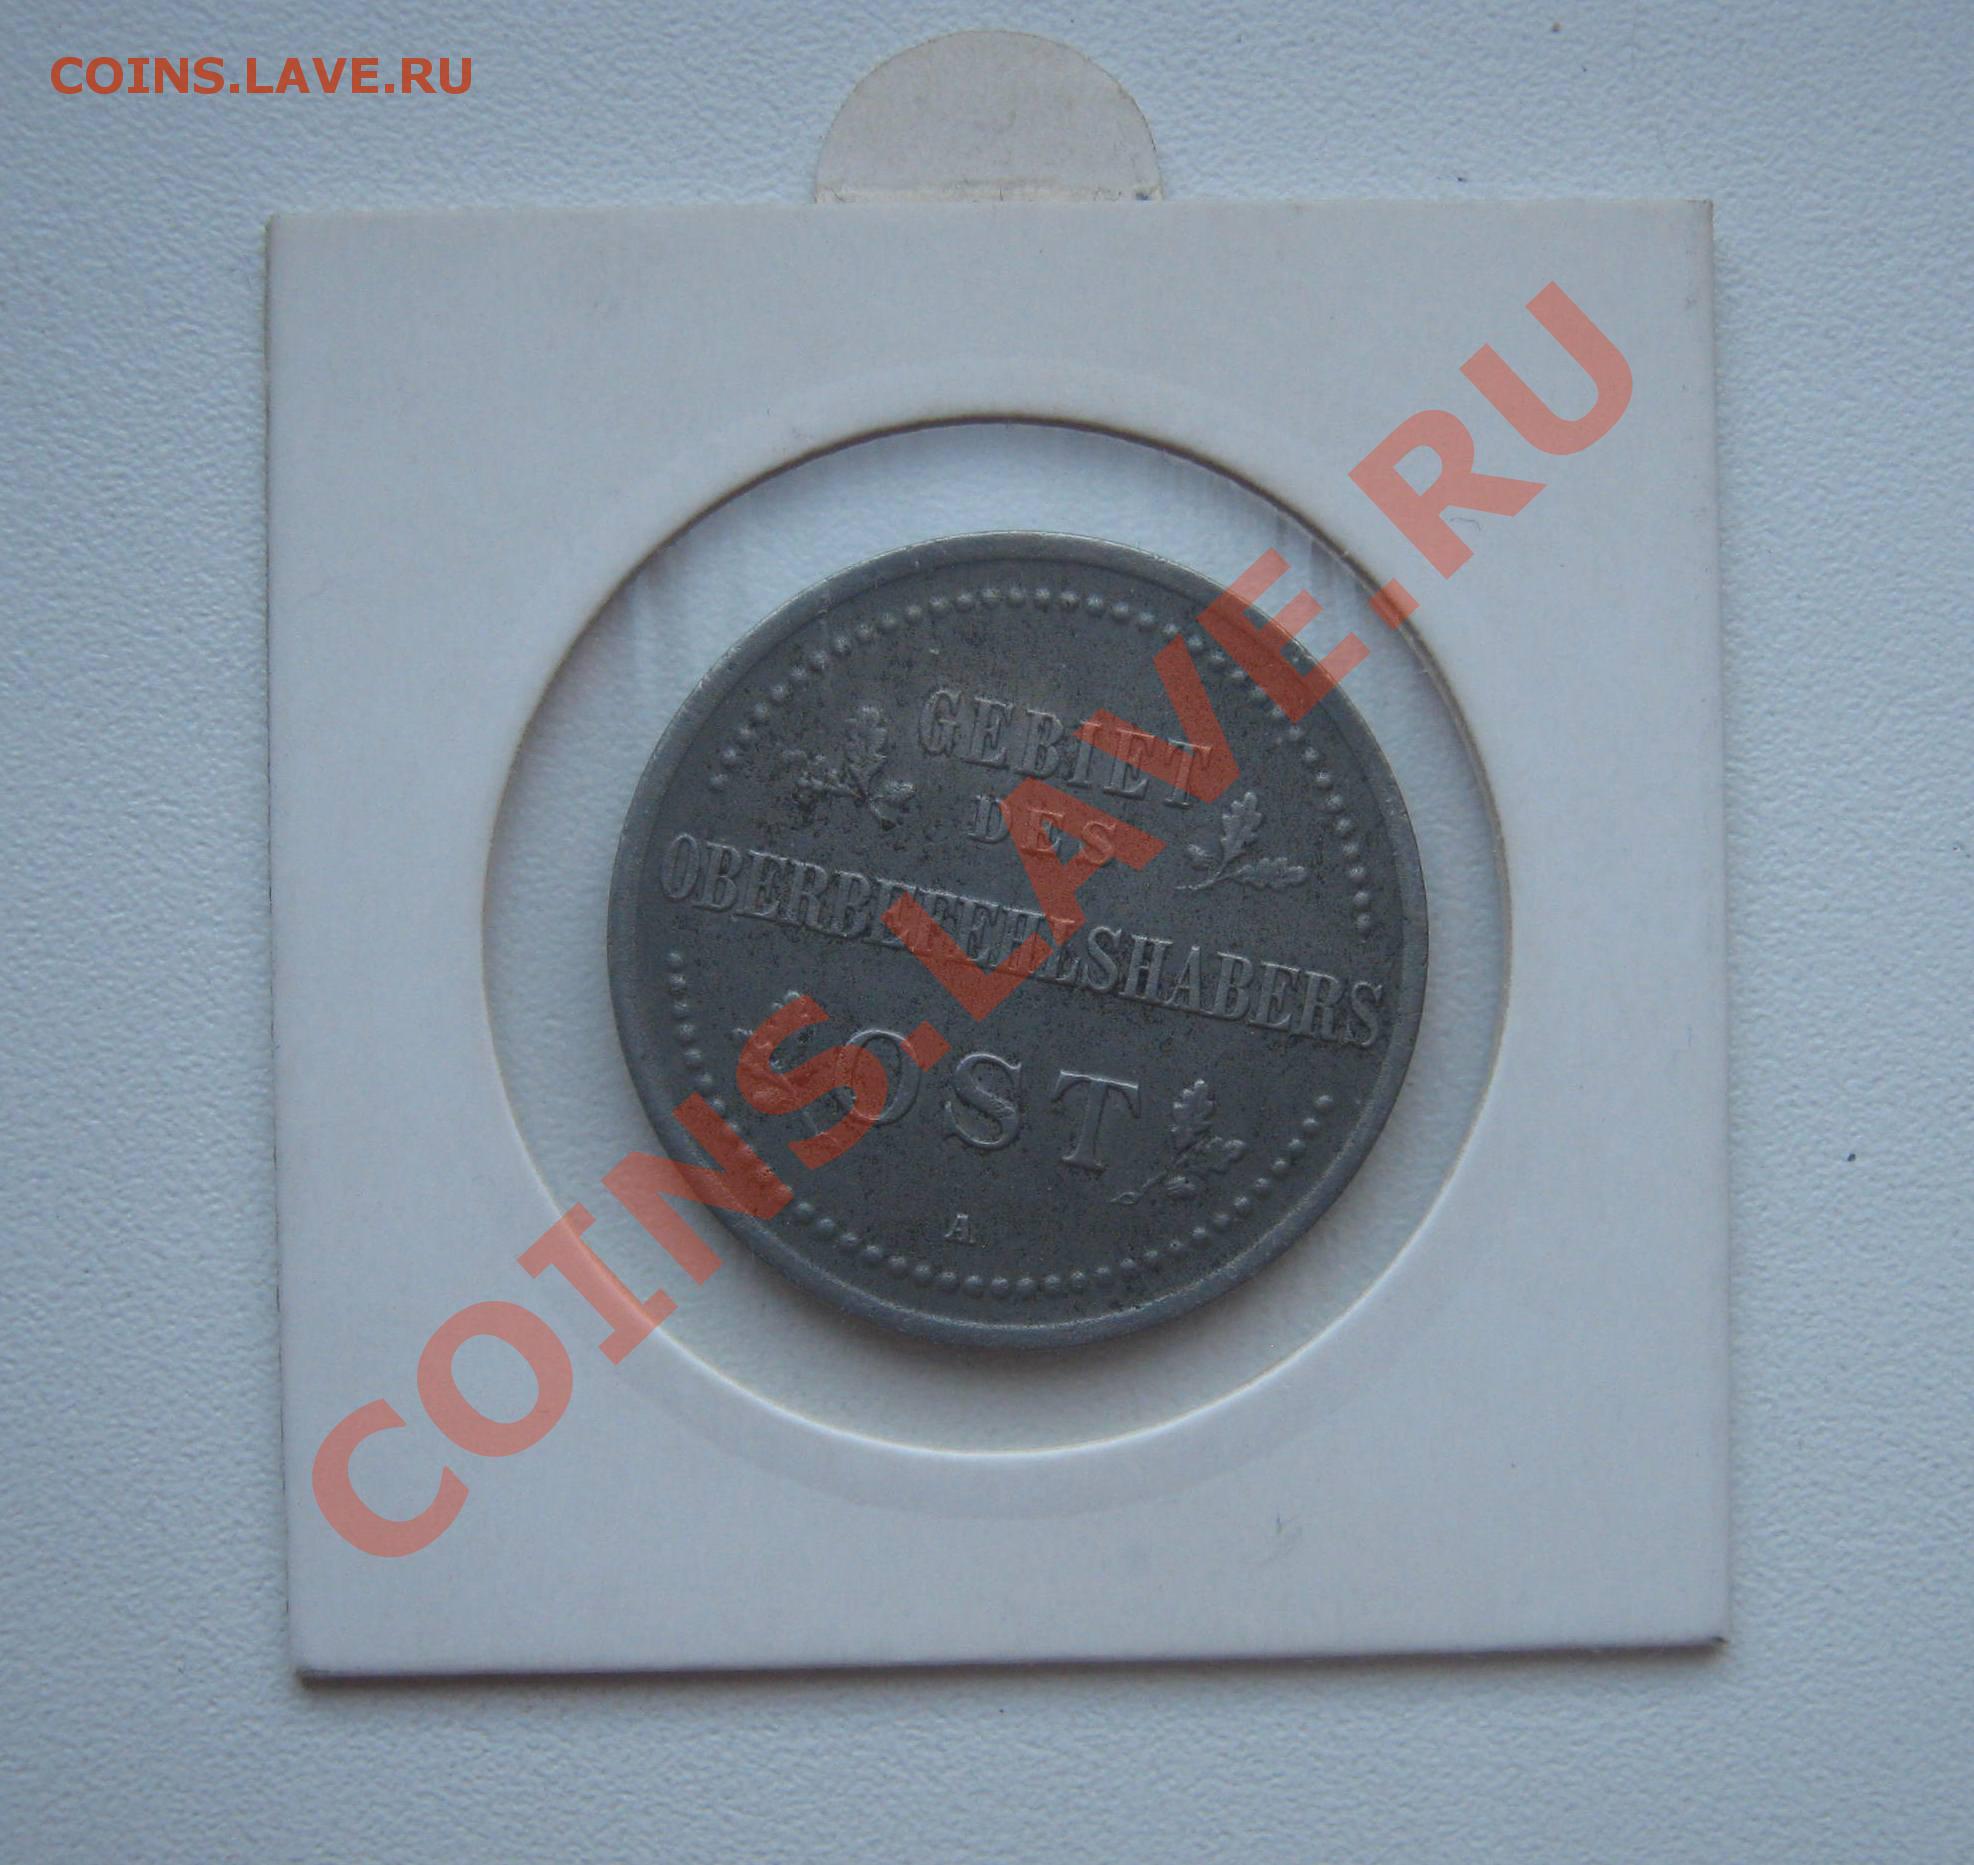 COINS.LAVE.RU
GEBIET
DES
OBERBEFEHLSHABERS
OST
A
COINS.LAVE.RU